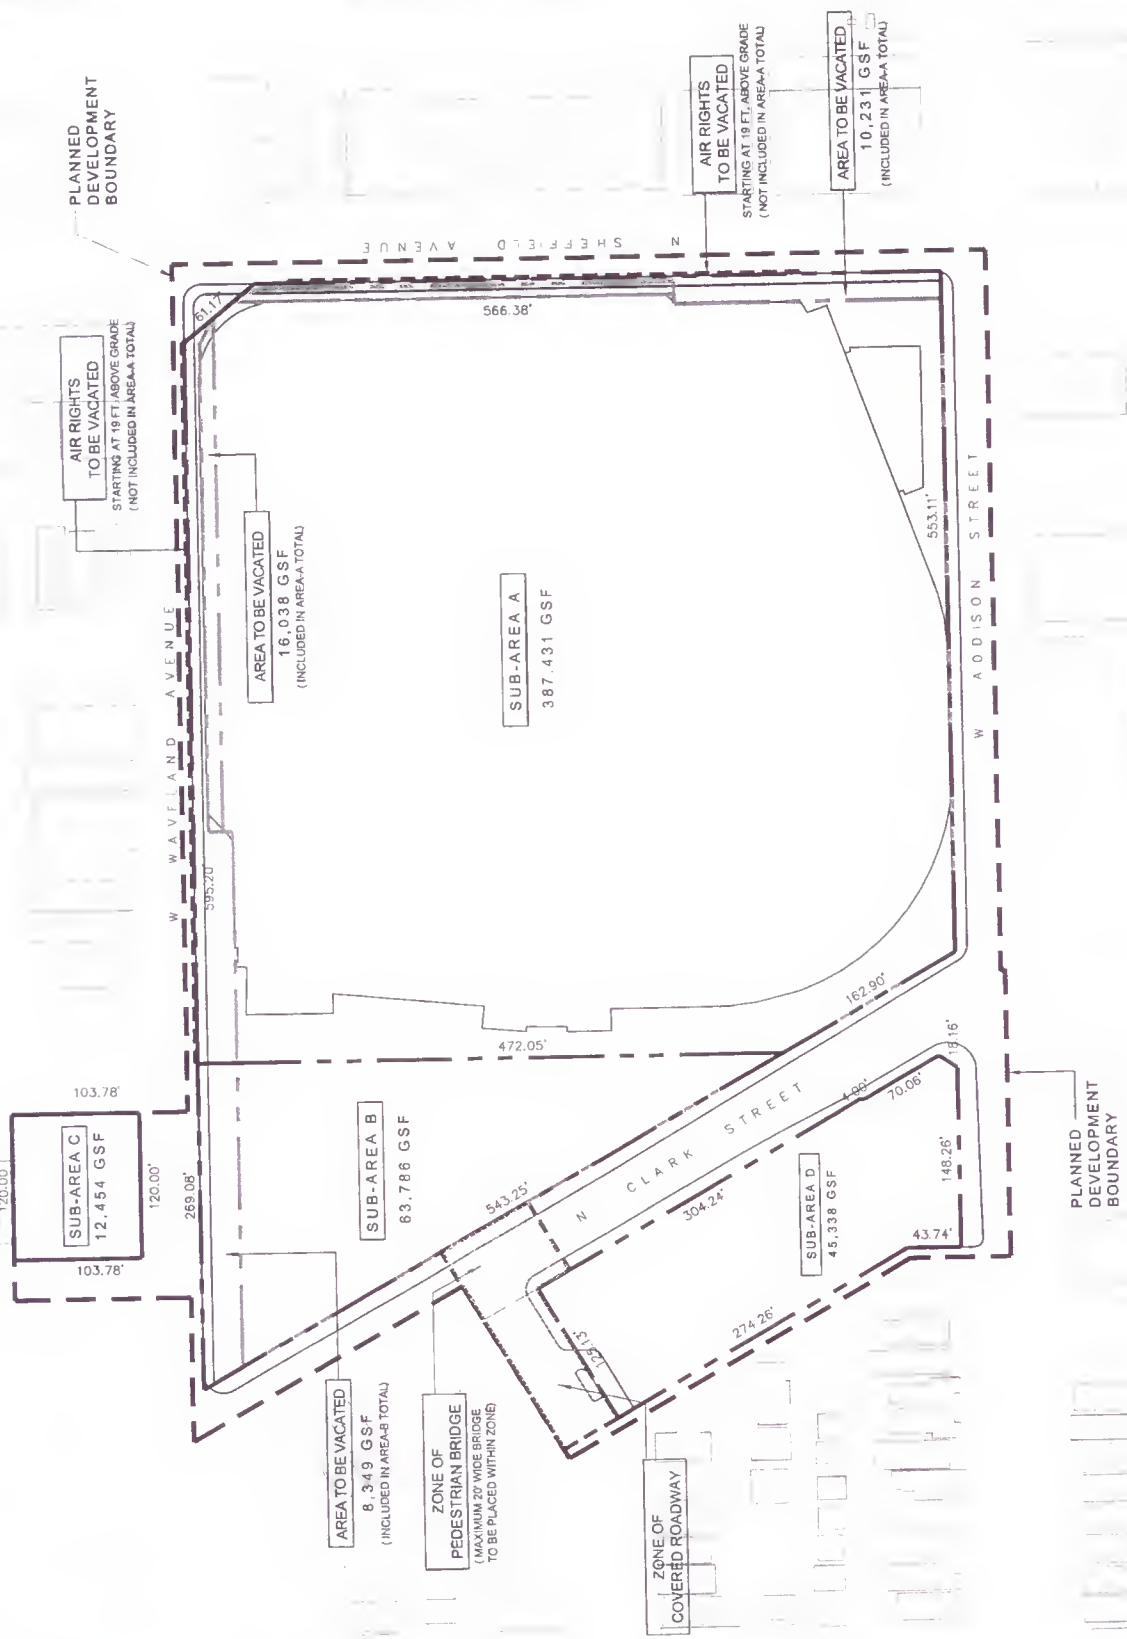 PLANNED
DEVELOPMENT
BOUNDARY
AIR RIGHTS
TO BE VACATED
STARTING AT 19 FT. ABOVE GRADE
(NOT INCLUDED IN AREA-A TOTAL)
AIR RIGHTS
TO BE VACATED
STARTING AT 19 FT. ABOVE GRADE
(NOT INCLUDED IN AREA-A TOTAL)
AREA TO BE VACATED
10,231 GSF
(INCLUDED IN AREA-A TOTAL)
N SHEFFIELD AVENUE
61.17'
566.38'
W WAVELAND AVENUE
595.20'
AREA TO BE VACATED
16,038 GSF
(INCLUDED IN AREA-A TOTAL)
SUB-AREA A
387.431 GSF
553.11'
W ADDISON STREET
162.90'
472.05'
120.00'
103.78'
SUB-AREA C
12,454 GSF
120.00'
103.78'
269.08'
SUB-AREA B
63,786 GSF
543.25'
N CLARK STREET
18.16'
70.06'
4.00'
304.24'
SUB-AREA D
45,338 GSF
148.26'
43.74'
274.26'
125.13'
AREA TO BE VACATED
8,349 GSF
(INCLUDED IN AREA-B TOTAL)
ZONE OF
PEDESTRIAN BRIDGE
(MAXIMUM 20' WIDE BRIDGE
TO BE PLACED WITHIN ZONE)
ZONE OF
COVERED ROADWAY
PLANNED
DEVELOPMENT
BOUNDARY